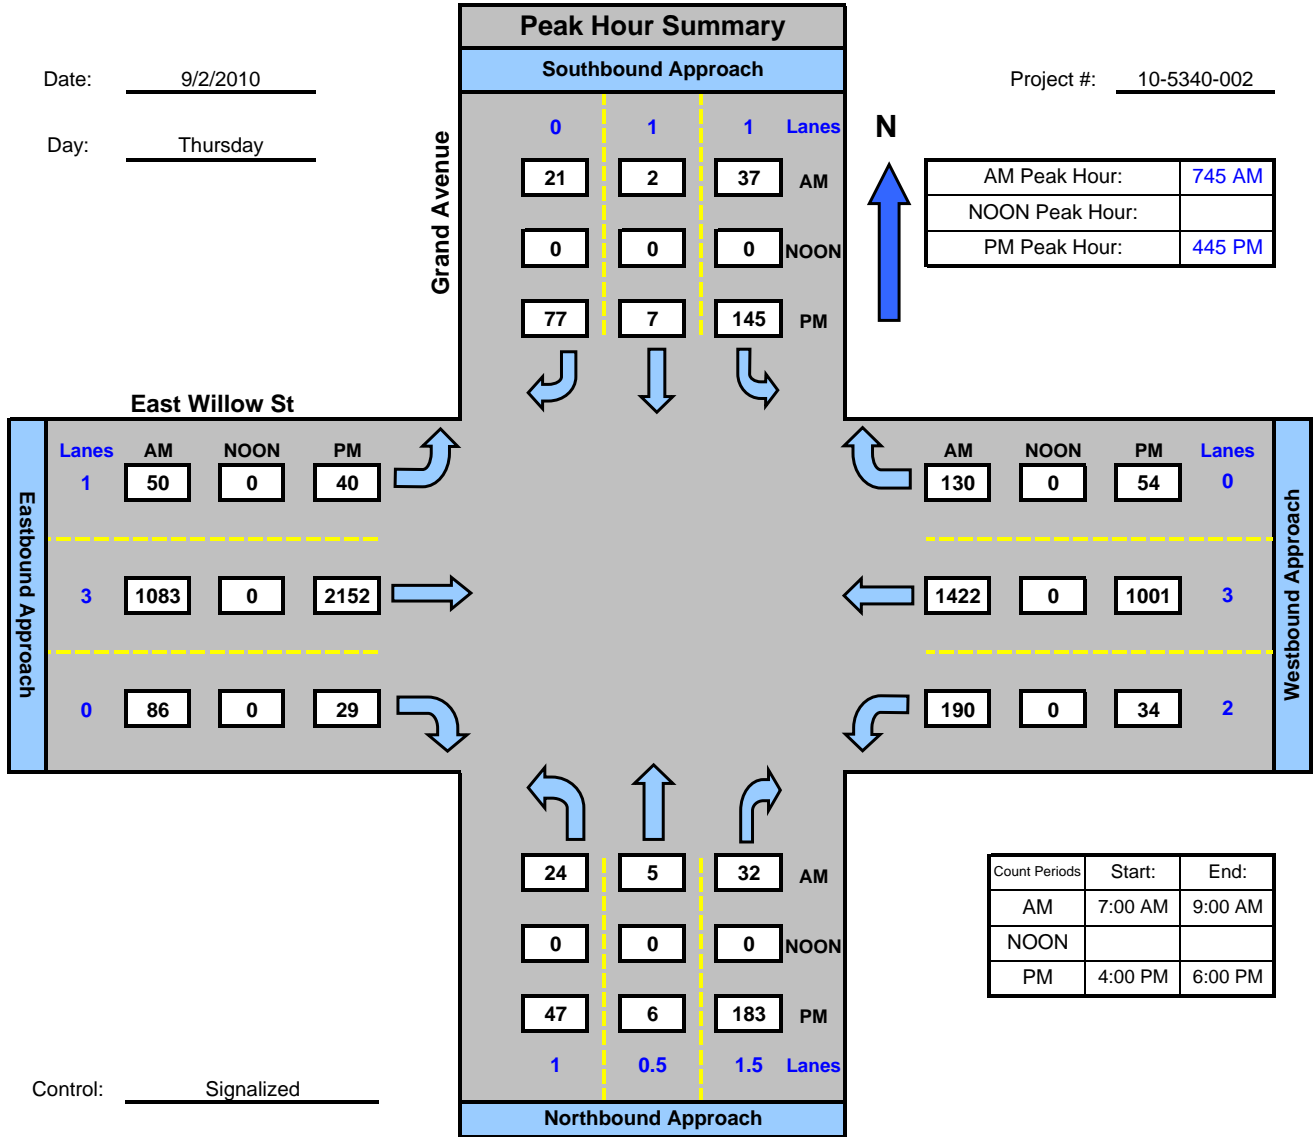 Peak Hour Summary
Southbound Approach
Date: 9/2/2010
Project #: 10-5340-002
Day: Thursday
Grand Avenue
0 1 1 Lanes
21 2 37 AM
0 0 0 NOON
77 7 145 PM
N
AM Peak Hour: 745 AM
NOON Peak Hour:
PM Peak Hour: 445 PM
East Willow St
Eastbound Approach
Lanes AM NOON PM
1 50 0 40
3 1083 0 2152
0 86 0 29
AM NOON PM Lanes
130 0 54 0
1422 0 1001 3
190 0 34 2
Westbound Approach
24 5 32 AM
0 0 0 NOON
47 6 183 PM
1 0.5 1.5 Lanes
Northbound Approach
Count Periods Start: End:
AM 7:00 AM 9:00 AM
NOON
PM 4:00 PM 6:00 PM
Control: Signalized